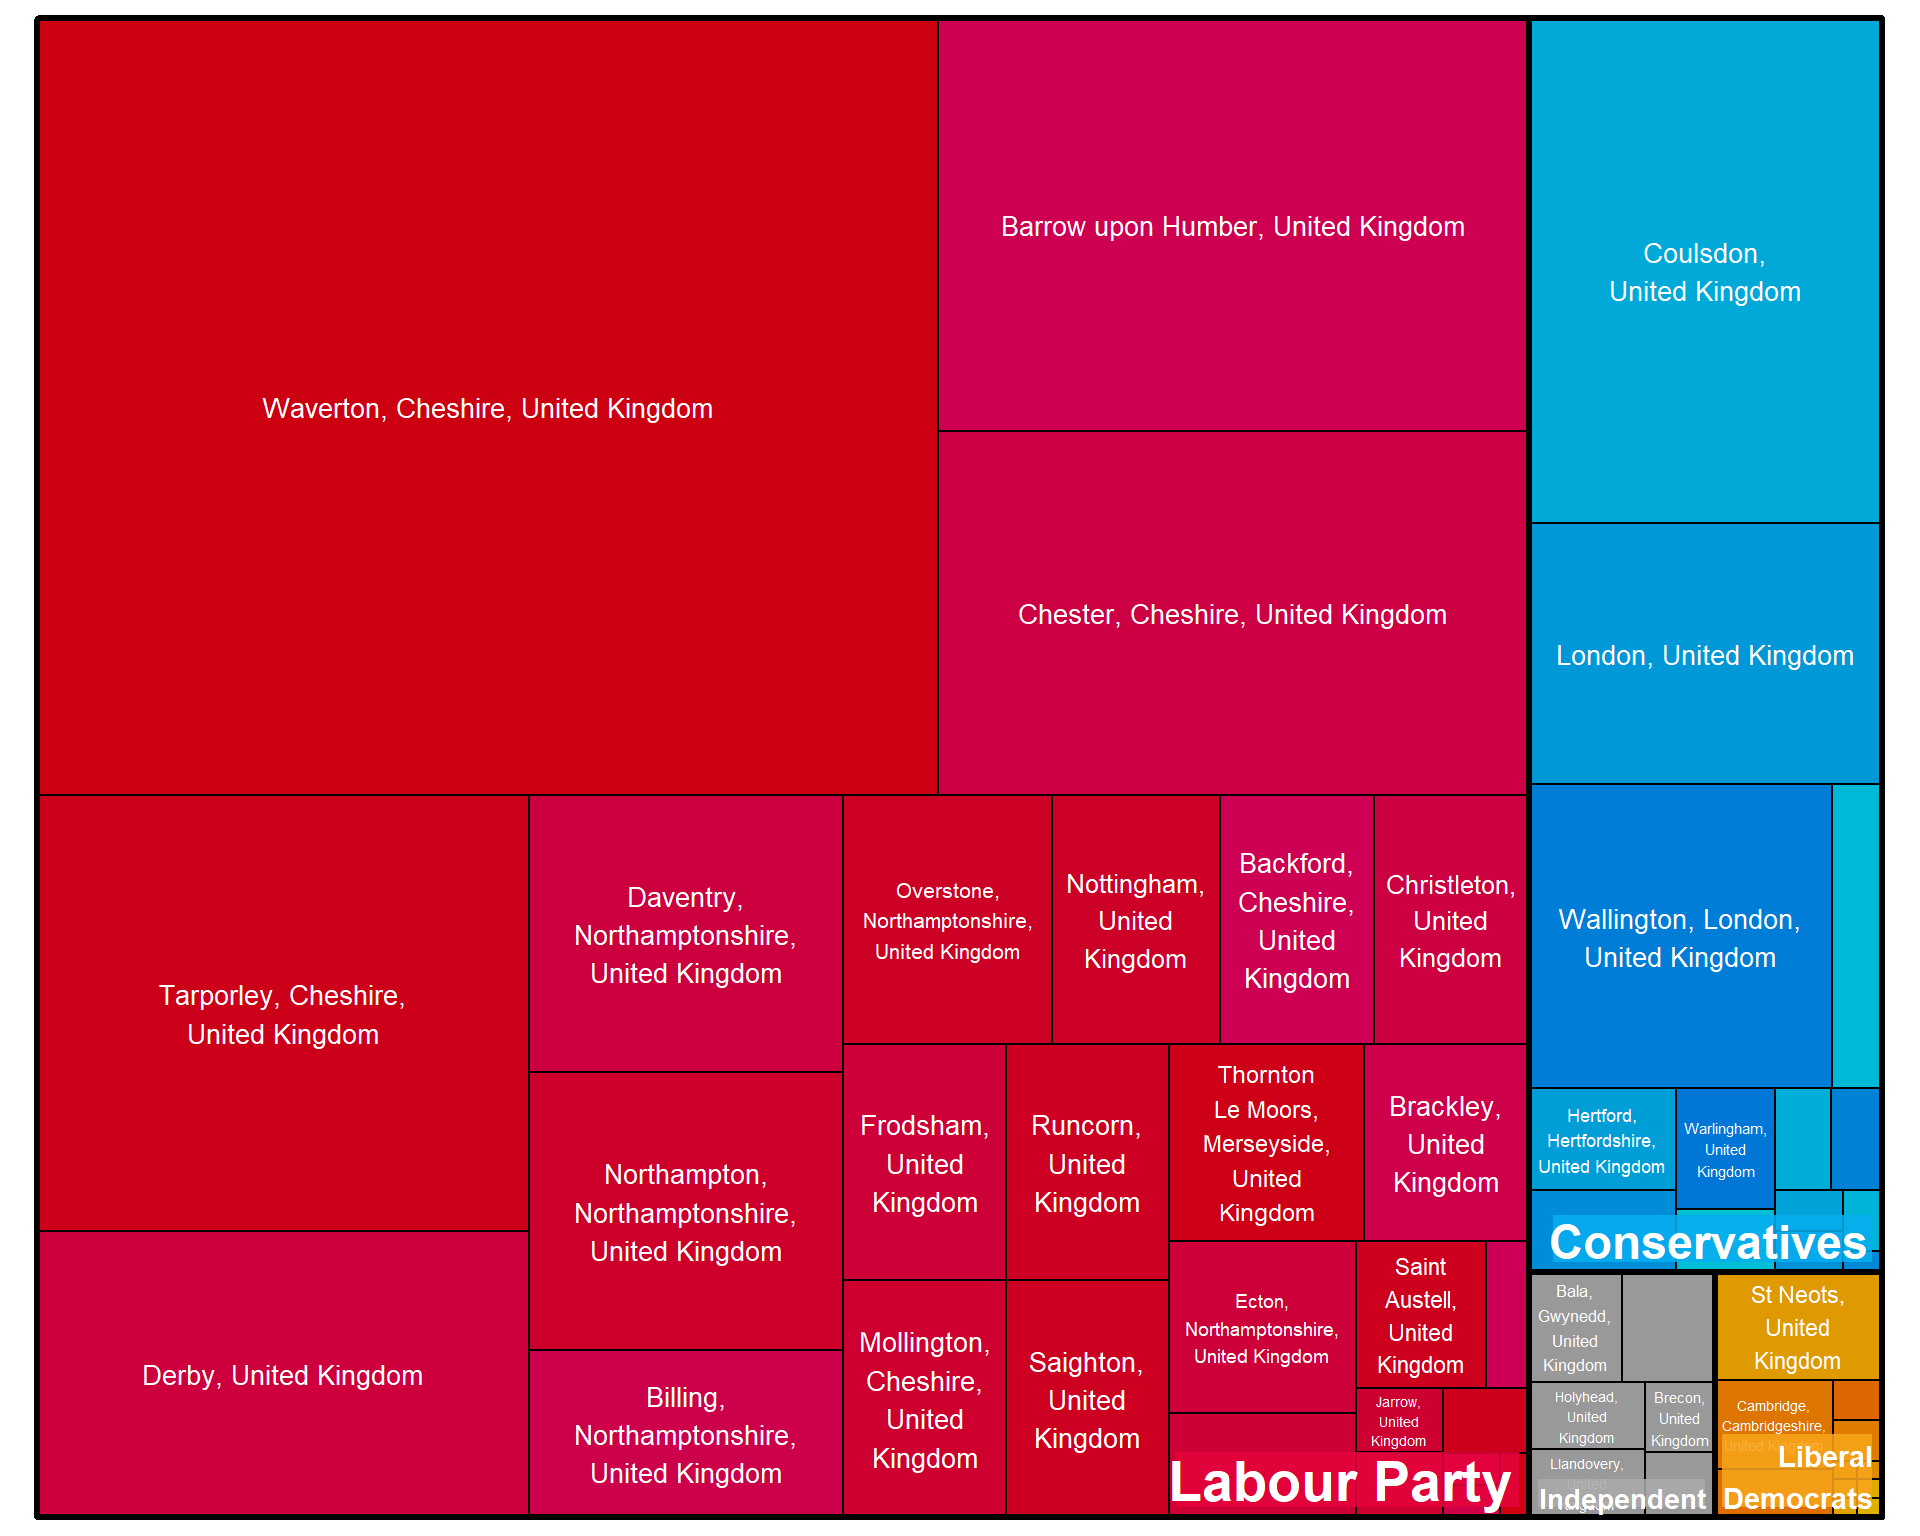 Waverton, Cheshire, United Kingdom
Barrow upon Humber, United Kingdom
Chester, Cheshire, United Kingdom
Coulsdon,
United Kingdom
London, United Kingdom
Wallington, London,
United Kingdom
Tarporley, Cheshire,
United Kingdom
Derby, United Kingdom
Daventry,
Northamptonshire,
United Kingdom
Northampton,
Northamptonshire,
United Kingdom
Billing,
Northamptonshire,
United Kingdom
Overstone,
Northamptonshire,
United Kingdom
Nottingham,
United
Kingdom
Backford,
Cheshire,
United
Kingdom
Christleton,
United
Kingdom
Frodsham,
United
Kingdom
Runcorn,
United
Kingdom
Thornton
Le Moors,
Merseyside,
United
Kingdom
Brackley,
United
Kingdom
Mollington,
Cheshire,
United
Kingdom
Saighton,
United
Kingdom
Ecton,
Northamptonshire,
United Kingdom
Saint
Austell,
United
Kingdom
Jarrow,
United
Kingdom
Labour Party
Hertford,
Hertfordshire,
United Kingdom
Warlingham,
United
Kingdom
Conservatives
Bala,
Gwynedd,
United
Kingdom
Holyhead,
United
Kingdom
Brecon,
United
Kingdom
Llandovery,
United
Kingdom
Independent
St Neots,
United
Kingdom
Cambridge,
Cambridgeshire,
United Kingdom
Liberal
Democrats